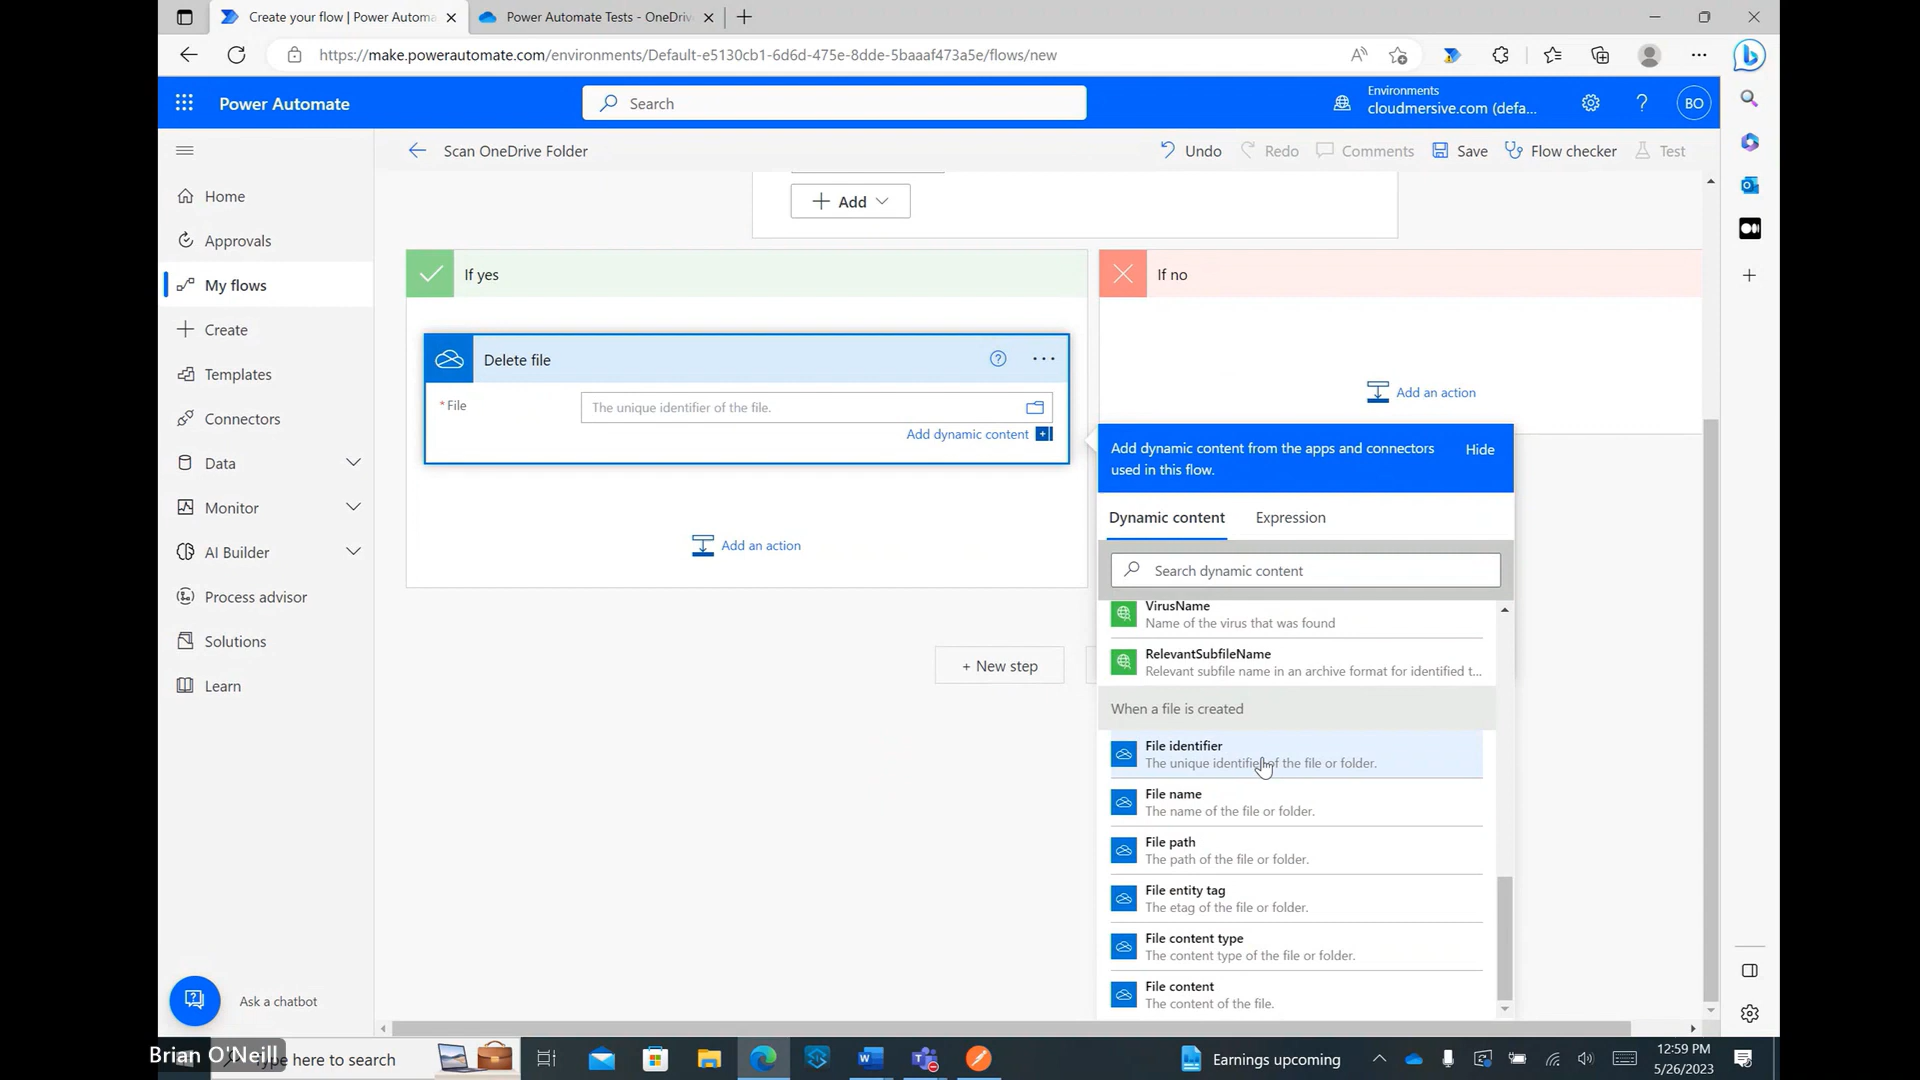 Create your flow | Power Automa
Power Automate Tests - OneDriv
https://make.powerautomate.com/environments/Default-e5130cb1-6d6d-475e-8dde-5baaaf473a5e/flows/new
Power Automate
Search
Environments
cloudmersive.com (defa...
BO
Scan OneDrive Folder
Undo
Redo
Comments
Save
Flow checker
Test
Home
Approvals
My flows
Create
Templates
Connectors
Data
Monitor
AI Builder
Process advisor
Solutions
Learn
Ask a chatbot
Add
If yes
If no
Delete file
* File
The unique identifier of the file.
Add dynamic content
Add an action
Add an action
+ New step
Add dynamic content from the apps and connectors
used in this flow.
Hide
Dynamic content
Expression
Search dynamic content
VirusName
Name of the virus that was found
RelevantSubfileName
Relevant subfile name in an archive format for identified t...
When a file is created
File identifier
The unique identifier of the file or folder.
File name
The name of the file or folder.
File path
The path of the file or folder.
File entity tag
The etag of the file or folder.
File content type
The content type of the file or folder.
File content
The content of the file.
Brian O'Neill
here to search
Earnings upcoming
12:59 PM
5/26/2023